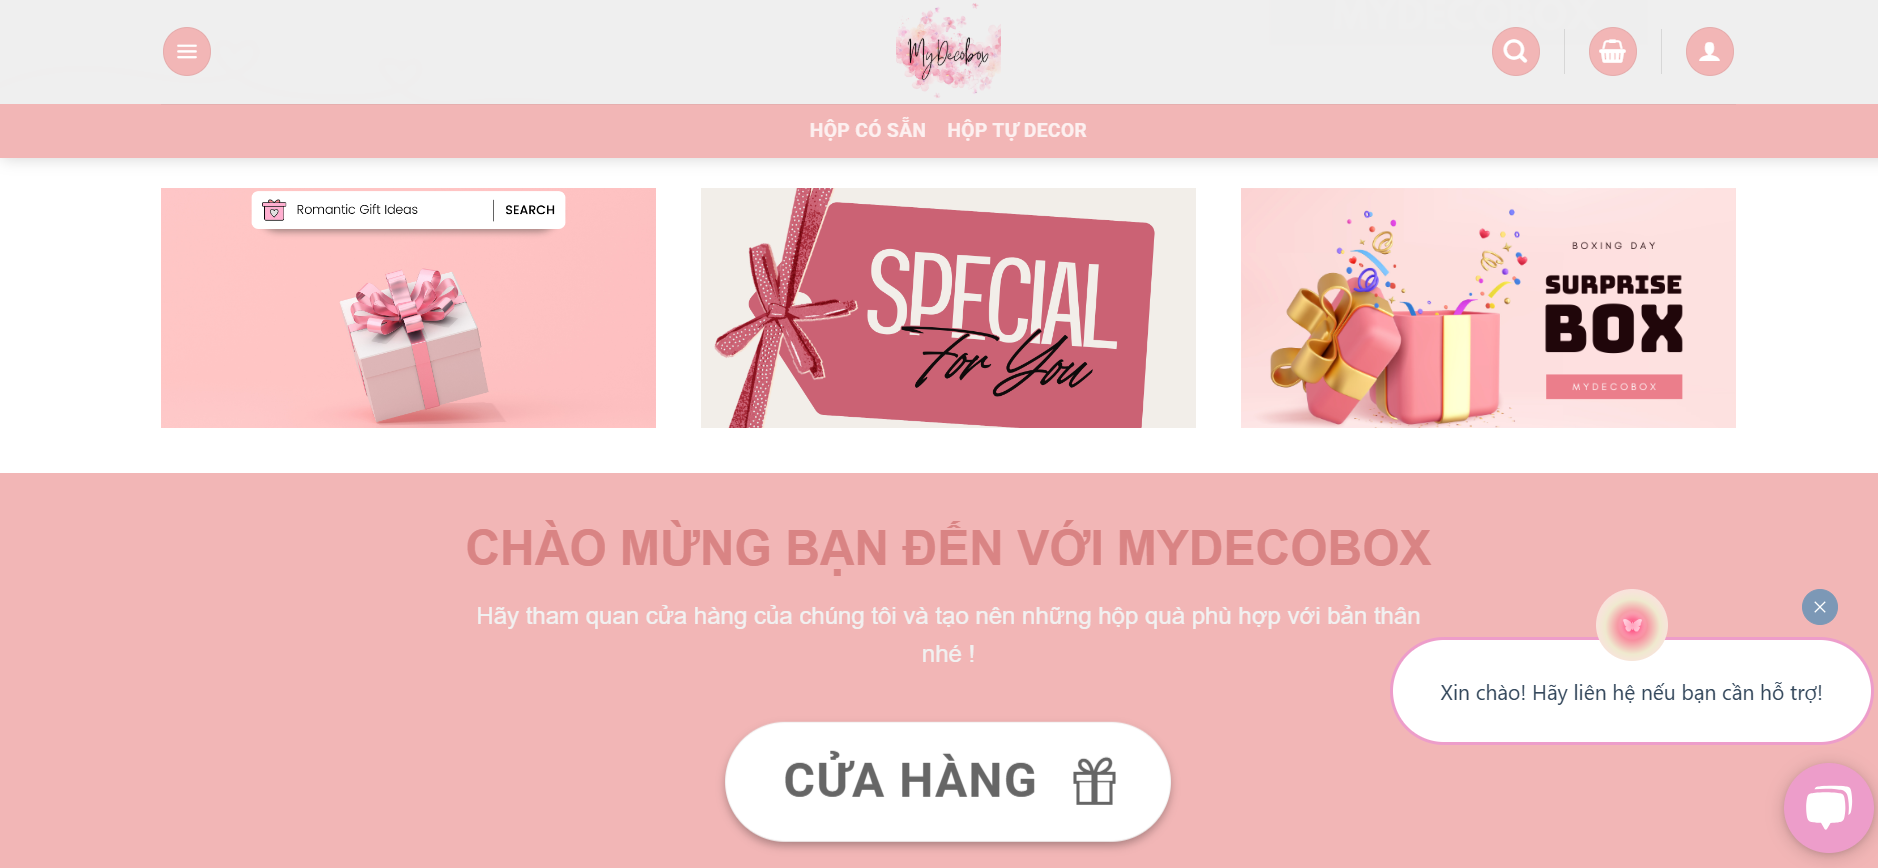 MyDecobox
HỘP CÓ SẴN HỘP TỰ DECOR
Romantic Gift Ideas SEARCH
SPECIAL
For You
BOXING DAY
SURPRISE
BOX
MYDECOBOX
CHÀO MỪNG BẠN ĐẾN VỚI MYDECOBOX
Hãy tham quan cửa hàng của chúng tôi và tạo nên những hộp quà phù hợp với bản thân
nhé !
Xin chào! Hãy liên hệ nếu bạn cần hỗ trợ!
CỬA HÀNG